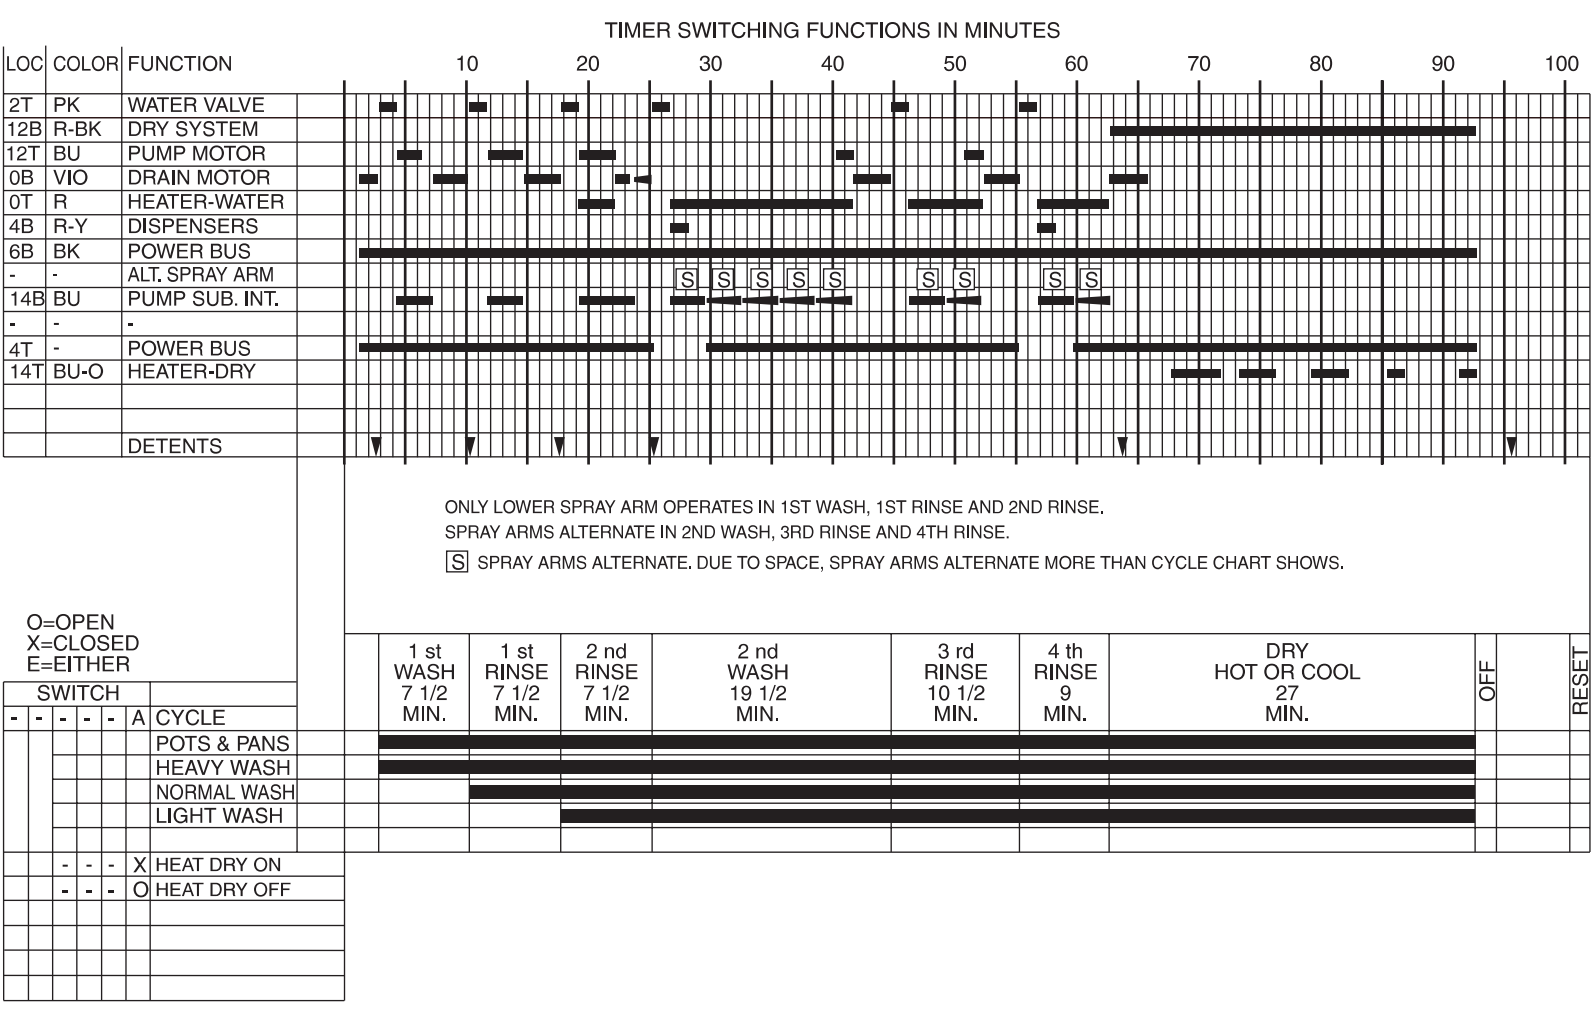 TIMER SWITCHING FUNCTIONS IN MINUTES
LOC COLOR FUNCTION 10 20 30 40 50 60 70 80 90 100
2T PK WATER VALVE
12B R-BK DRY SYSTEM
12T BU PUMP MOTOR
0B VIO DRAIN MOTOR
0T R HEATER-WATER
4B R-Y DISPENSERS
6B BK POWER BUS
- - ALT. SPRAY ARM S S S S S S S S S
14B BU PUMP SUB. INT.
- - -
4T - POWER BUS
14T BU-O HEATER-DRY
DETENTS
ONLY LOWER SPRAY ARM OPERATES IN 1ST WASH, 1ST RINSE AND 2ND RINSE.
SPRAY ARMS ALTERNATE IN 2ND WASH, 3RD RINSE AND 4TH RINSE.
S SPRAY ARMS ALTERNATE. DUE TO SPACE, SPRAY ARMS ALTERNATE MORE THAN CYCLE CHART SHOWS.
O=OPEN
X=CLOSED
E=EITHER
1 st
WASH
7 1/2
MIN.
1 st
RINSE
7 1/2
MIN.
2 nd
RINSE
7 1/2
MIN.
2 nd
WASH
19 1/2
MIN.
3 rd
RINSE
10 1/2
MIN.
4 th
RINSE
9
MIN.
DRY
HOT OR COOL
27
MIN.
OFF
RESET
SWITCH
- - - - - A CYCLE
POTS & PANS
HEAVY WASH
NORMAL WASH
LIGHT WASH
- - - X HEAT DRY ON
- - - O HEAT DRY OFF